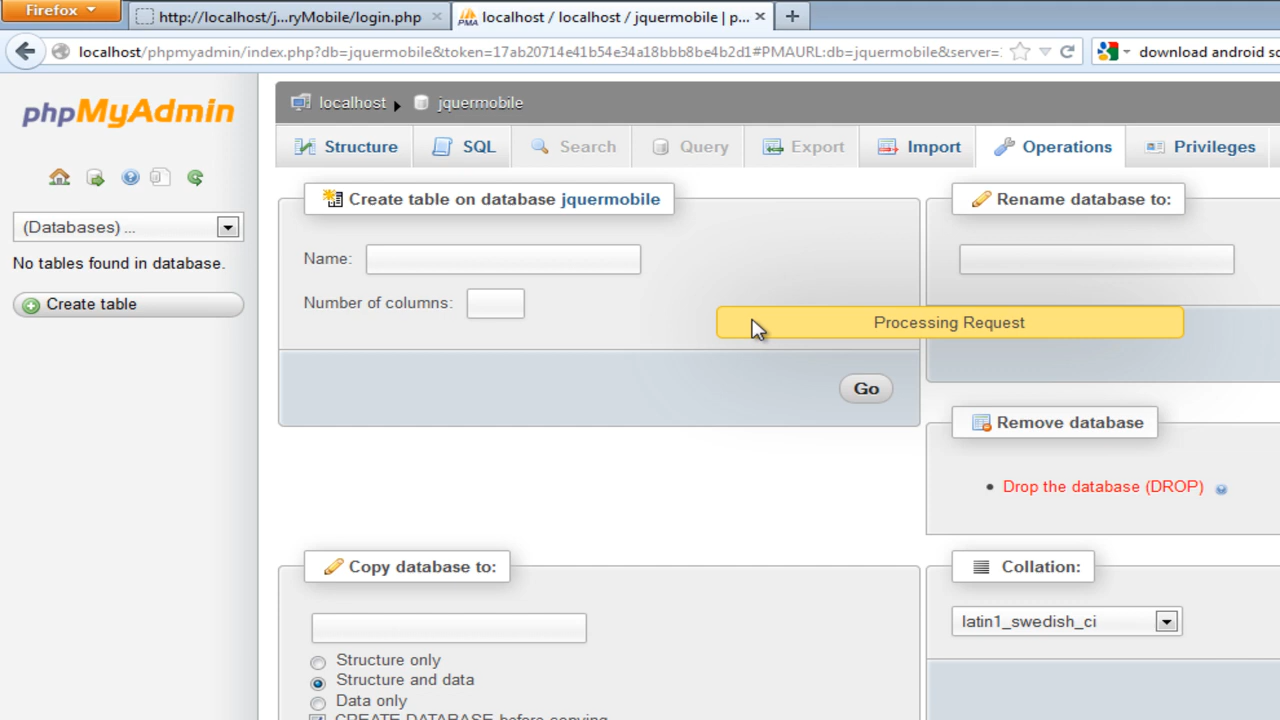 Firefox
http://localhost/j...ryMobile/login.php
localhost / localhost / jquermobile | p...
localhost/phpmyadmin/index.php?db=jquermobile&token=17ab20714e41b54e34a18bbb8be4b2d1#PMAURL:db=jquermobile&server=
download android sc
phpMyAdmin
localhost
jquermobile
Structure
SQL
Search
Query
Export
Import
Operations
Privileges
(Databases) ...
No tables found in database.
Create table
Create table on database jquermobile
Name:
Number of columns:
Go
Rename database to:
Processing Request
Remove database
Drop the database (DROP)
Copy database to:
Structure only
Structure and data
Data only
CREATE DATABASE before copying
Collation:
latin1_swedish_ci